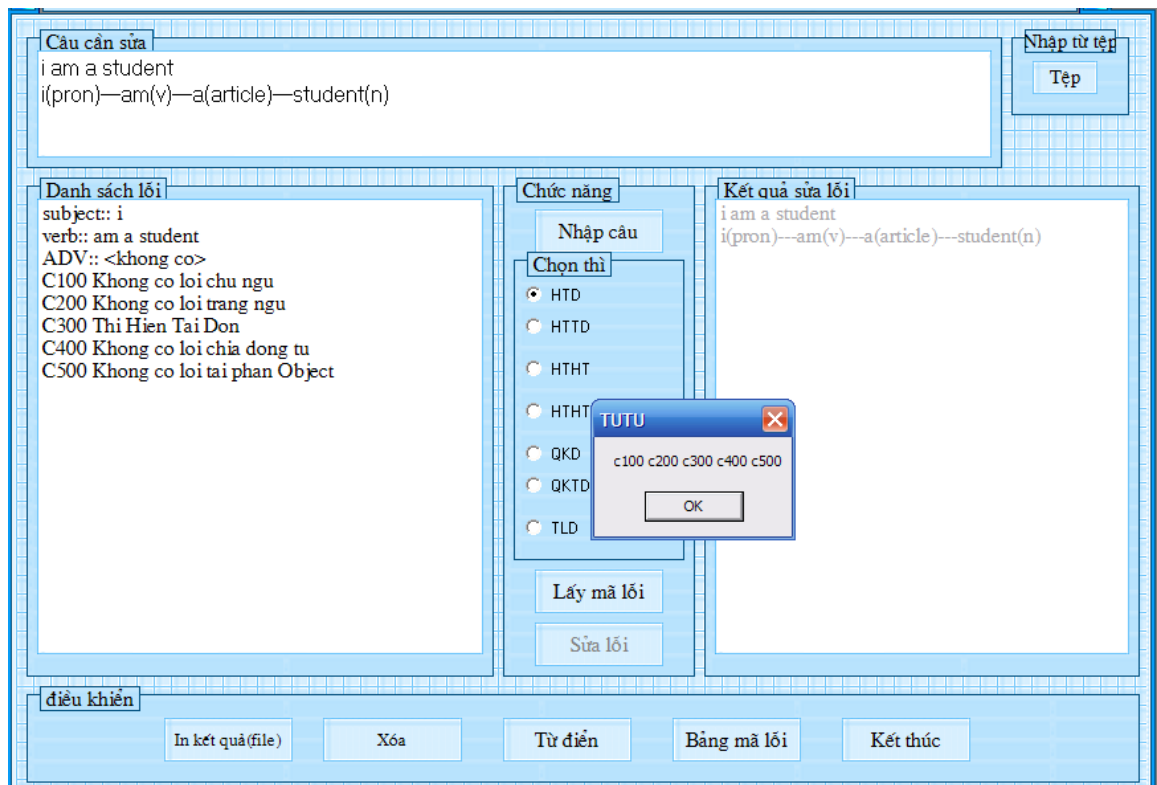 Câu cần sửa
i am a student
i(pron)—am(v)—a(article)—student(n)
Nhập từ tệp
Tệp
Danh sách lỗi
subject:: i
verb:: am a student
ADV:: <khong co>
C100 Khong co loi chu ngu
C200 Khong co loi trang ngu
C300 Thi Hien Tai Don
C400 Khong co loi chia dong tu
C500 Khong co loi tai phan Object
Chức năng
Nhập câu
Chọn thì
HTD
HTTD
HTHT
HTHT
QKD
QKTD
TLD
Lấy mã lỗi
Sửa lỗi
TUTU
c100 c200 c300 c400 c500
OK
Kết quả sửa lỗi
i am a student
i(pron)---am(v)---a(article)---student(n)
điều khiển
In kết quả(file)
Xóa
Từ điển
Bảng mã lỗi
Kết thúc